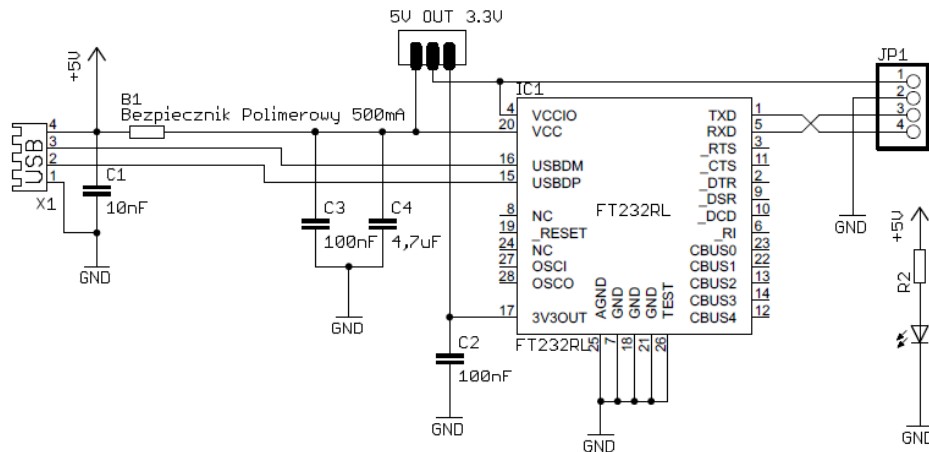 5V OUT 3.3V
+5V
B1
Bezpiecznik Polimerowy 500mA
IC1
JP1
4
3
2
1
USB
X1
C1
10nF
GND
C3
100nF
C4
4,7uF
GND
C2
100nF
GND
4 VCCIO
20 VCC
16 USBDM
15 USBDP
8 NC
19 _RESET
24 NC
27 OSCI
28 OSCO
17 3V3OUT
FT232RL
FT232RL
TXD 1
RXD 5
_RTS 3
_CTS 11
_DTR 2
_DSR 9
_DCD 10
_RI 6
CBUS0 23
CBUS1 22
CBUS2 13
CBUS3 14
CBUS4 12
AGND GND GND GND TEST
25 7 18 21 26
GND
1
2
3
4
GND
+5V
R2
GND